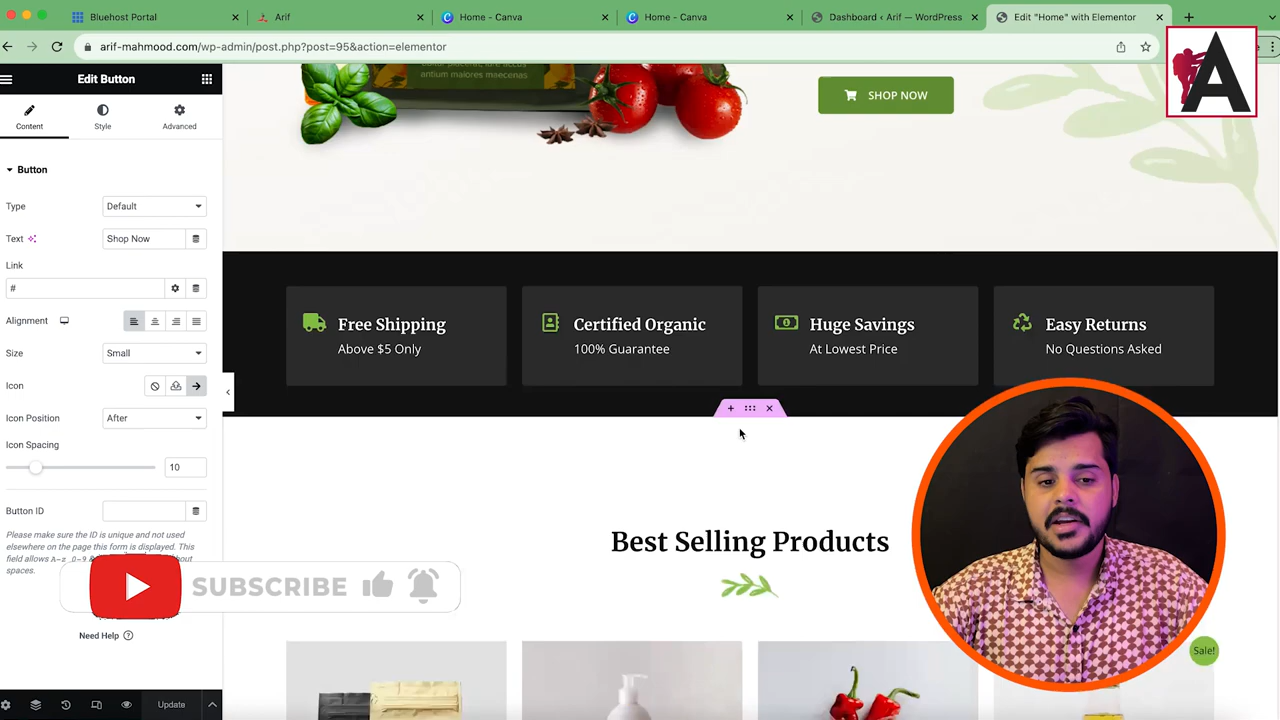 Bluehost Portal
Arif
Home - Canva
Home - Canva
Dashboard ‹ Arif — WordPress
Edit "Home" with Elementor
arif-mahmood.com/wp-admin/post.php?post=95&action=elementor
A
Edit Button
Content
Style
Advanced
Button
Type
Default
Text
Shop Now
Link
#
Alignment
Size
Small
Icon
Icon Position
After
Icon Spacing
10
Button ID
Please make sure the ID is unique and not used
elsewhere on the page this form is displayed. This
field allows A-z 0-9 &
spaces.
SUBSCRIBE
Need Help
Update
antium maiores maecenas
SHOP NOW
Free Shipping
Above $5 Only
Certified Organic
100% Guarantee
Huge Savings
At Lowest Price
Easy Returns
No Questions Asked
Best Selling Products
Sale!